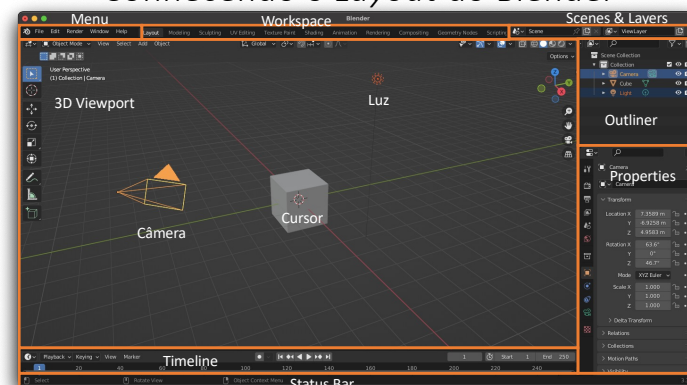 Conhecendo o Layout do Blender
Menu
Workspace
Blender
Scenes & Layers
File Edit Render Window Help
Layout Modeling Sculpting UV Editing Texture Paint Shading Animation Rendering Compositing Geometry Nodes Scripting
Scene
ViewLayer
Object Mode View Select Add Object
Global
Options
User Perspective
(1) Collection | Camera
3D Viewport
Luz
Câmera
Cursor
Scene Collection
Collection
Camera
Cube
Light
Outliner
Camera
Properties
Camera
Transform
Location X 7.3589 m
Y -6.9258 m
Z 4.9583 m
Rotation X 63.6°
Y 0°
Z 46.7°
Mode XYZ Euler
Scale X 1.000
Y 1.000
Z 1.000
Delta Transform
Relations
Collections
Motion Paths
Visibility
Playback Keying View Marker
Timeline
1 Start 1 End 250
1 20 40 60 80 100 120 140 160 180 200 220 240
Select Rotate View Object Context Menu
Status Bar